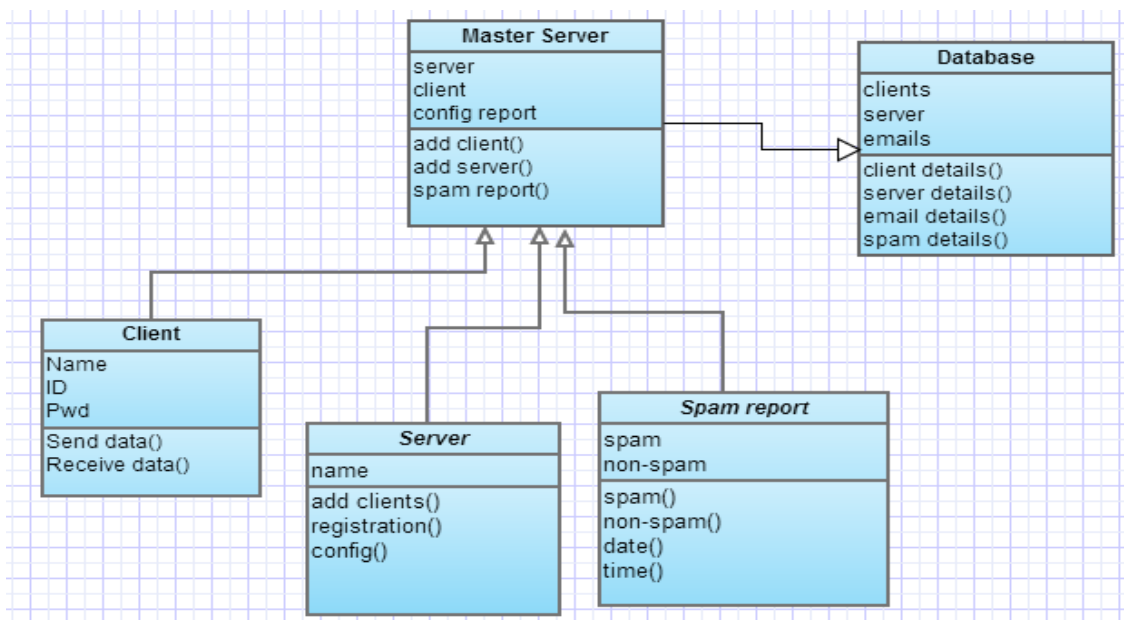 Master Server
server
client
config report
add client()
add server()
spam report()
Database
clients
server
emails
client details()
server details()
email details()
spam details()
Client
Name
ID
Pwd
Send data()
Receive data()
Server
name
add clients()
registration()
config()
Spam report
spam
non-spam
spam()
non-spam()
date()
time()